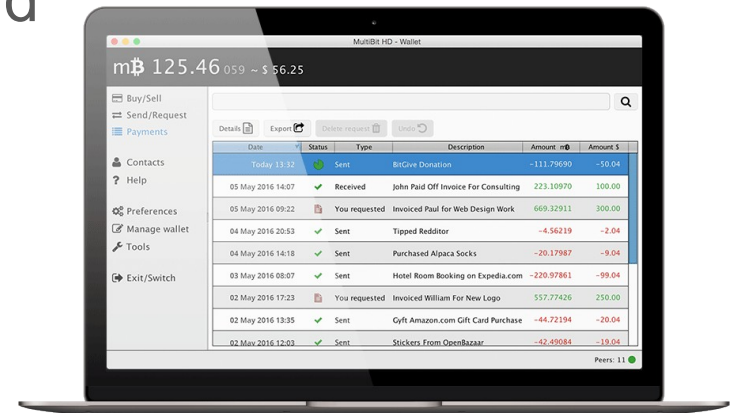 d
MultiBit HD - Wallet
m฿ 125.46 059 ~ $ 56.25
Buy/Sell
Send/Request
Payments
Contacts
? Help
Preferences
Manage wallet
Tools
Exit/Switch
Details Export Delete request Undo
Date Status Type Description Amount m฿ Amount $
Today 13:32 Sent BitGive Donation -111.79690 -50.04
05 May 2016 14:07 Received John Paid Off Invoice For Consulting 223.10970 100.00
05 May 2016 09:22 You requested Invoiced Paul for Web Design Work 669.32911 300.00
04 May 2016 20:53 Sent Tipped Redditor -4.56219 -2.04
04 May 2016 14:18 Sent Purchased Alpaca Socks -20.17987 -9.04
03 May 2016 08:07 Sent Hotel Room Booking on Expedia.com -220.97861 -99.04
02 May 2016 17:23 You requested Invoiced William For New Logo 557.77426 250.00
02 May 2016 13:35 Sent Gyft Amazon.com Gift Card Purchase -44.72194 -20.04
02 May 2016 12:03 Sent Stickers From OpenBazaar -42.49084 -19.04
Peers: 11